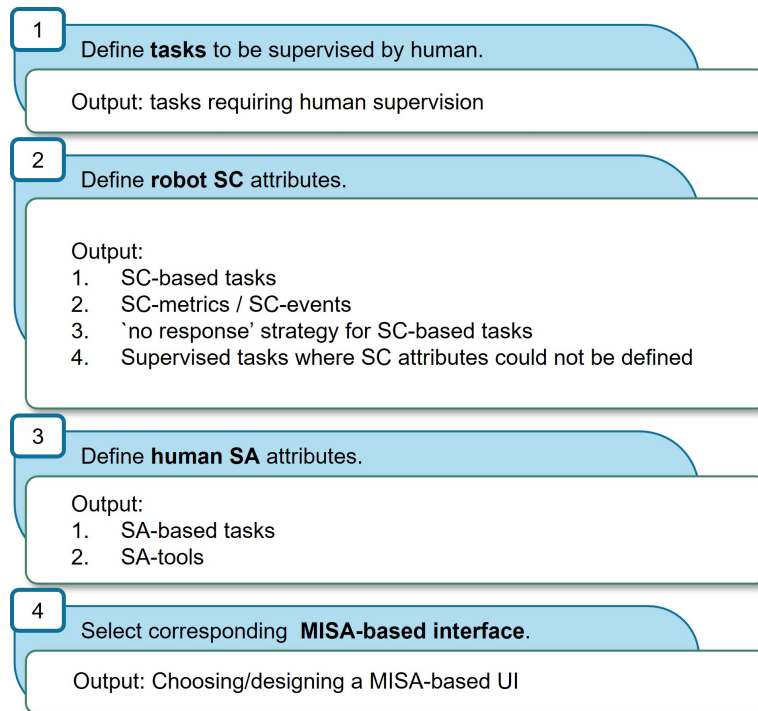 1
Define tasks to be supervised by human.
Output: tasks requiring human supervision
2
Define robot SC attributes.
Output:
1. SC-based tasks
2. SC-metrics / SC-events
3. `no response’ strategy for SC-based tasks
4. Supervised tasks where SC attributes could not be defined
3
Define human SA attributes.
Output:
1. SA-based tasks
2. SA-tools
4
Select corresponding MISA-based interface.
Output: Choosing/designing a MISA-based UI